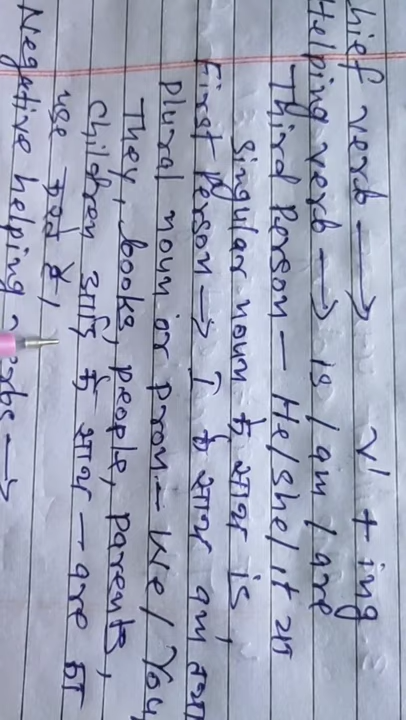 hief verb → V¹ + ing
Helping verb → is / am / are
Third Person — He/she/it या
singular noun के साथ is
First Person → I के साथ am, तथा
Plural noun or pron — We / You,
They, books, people, parents,
children आदि के साथ — are का
use करते हैं,
Negative helping verbs →